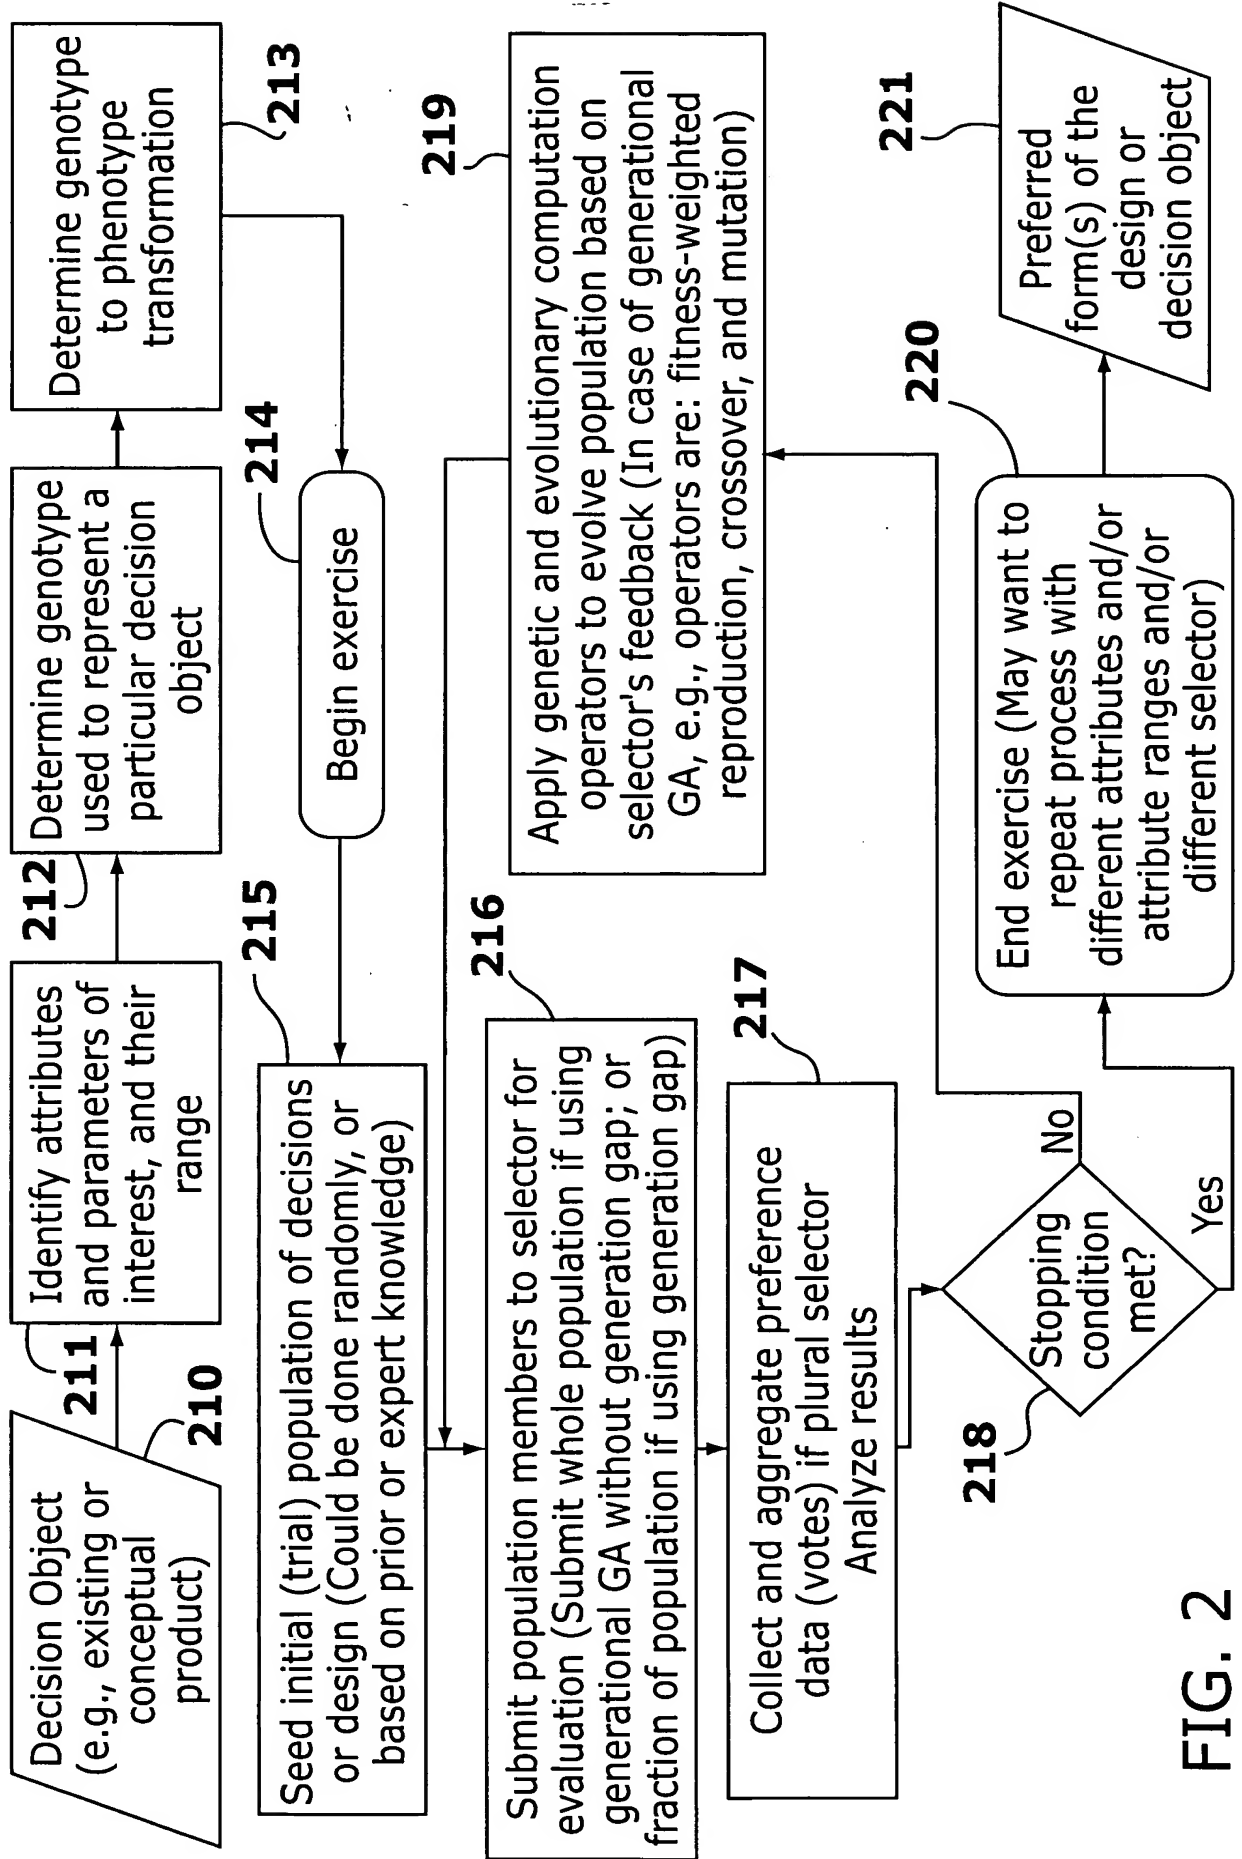 Decision Object
(e.g., existing or
conceptual
product)
210
211
Identify attributes
and parameters of
interest, and their
range
212
Determine genotype
used to represent a
particular decision
object
213
Determine genotype
to phenotype
transformation
214
Begin exercise
215
Seed initial (trial) population of decisions
or design (Could be done randomly, or
based on prior or expert knowledge)
216
Submit population members to selector for
evaluation (Submit whole population if using
generational GA without generation gap; or
fraction of population if using generation gap)
217
Collect and aggregate preference
data (votes) if plural selector
Analyze results
218
Stopping
condition
met?
No
Yes
219
Apply genetic and evolutionary computation
operators to evolve population based on
selector's feedback (In case of generational
GA, e.g., operators are: fitness-weighted
reproduction, crossover, and mutation)
220
End exercise (May want to
repeat process with
different attributes and/or
attribute ranges and/or
different selector)
221
Preferred
form(s) of the
design or
decision object
FIG. 2